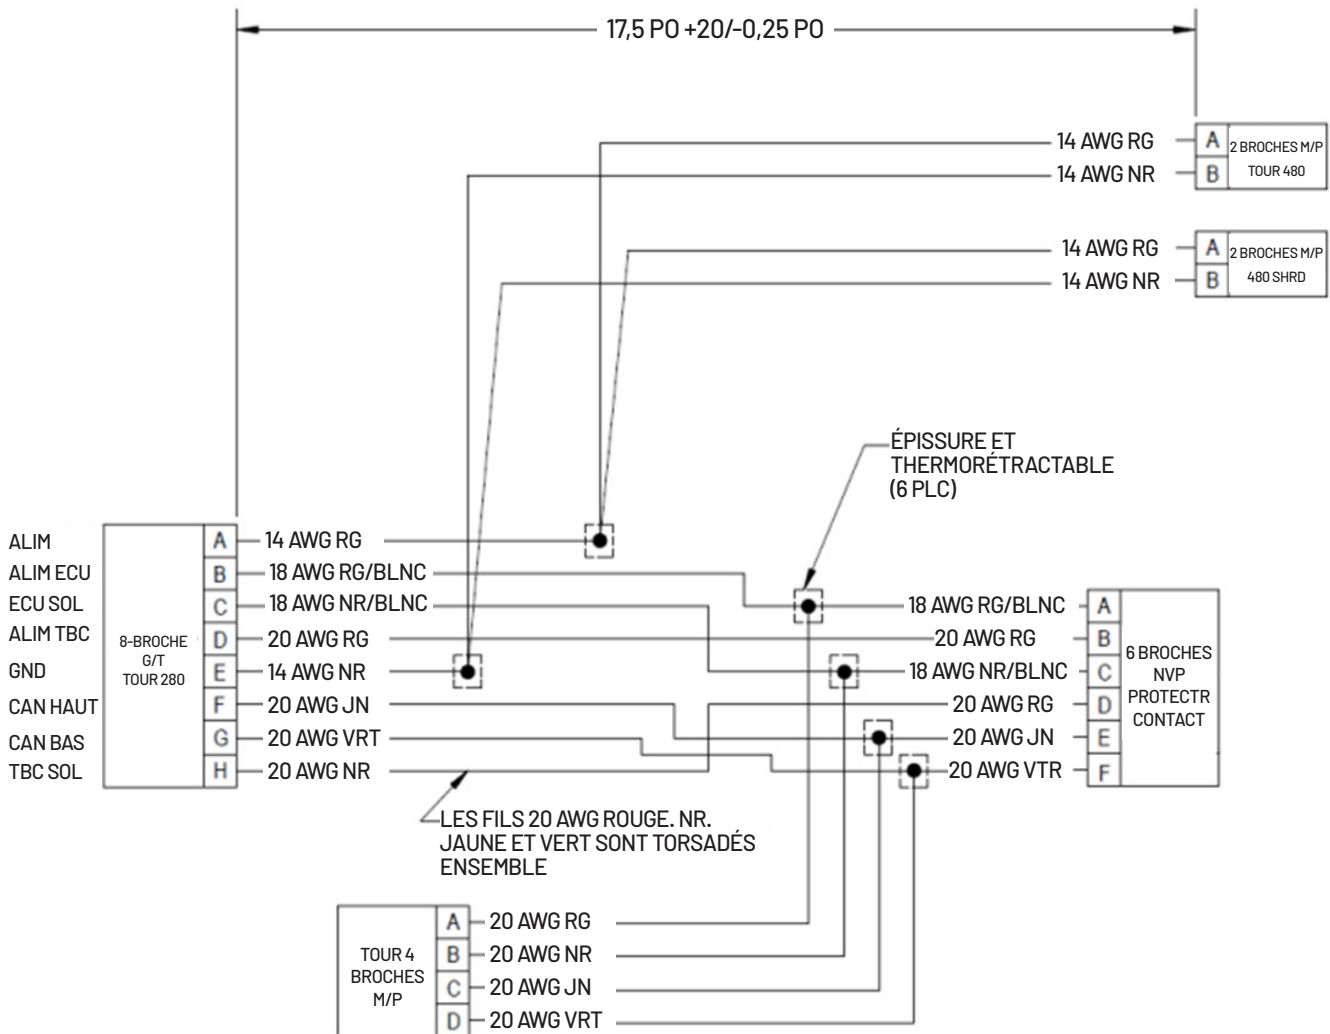 17,5 PO +20/-0,25 PO
14 AWG RG
A
2 BROCHES M/P
TOUR 480
14 AWG NR
B
14 AWG RG
A
2 BROCHES M/P
480 SHRD
14 AWG NR
B
ÉPISSURE ET
THERMORÉTRACTABLE
(6 PLC)
ALIM
ALIM ECU
ECU SOL
ALIM TBC
GND
CAN HAUT
CAN BAS
TBC SOL
8-BROCHE
G/T
TOUR 280
A
14 AWG RG
B
18 AWG RG/BLNC
C
18 AWG NR/BLNC
D
20 AWG RG
E
14 AWG NR
F
20 AWG JN
G
20 AWG VRT
H
20 AWG NR
18 AWG RG/BLNC
A
20 AWG RG
B
18 AWG NR/BLNC
C
20 AWG RG
D
20 AWG JN
E
20 AWG VTR
F
6 BROCHES
NVP
PROTECTR
CONTACT
LES FILS 20 AWG ROUGE. NR.
JAUNE ET VERT SONT TORSADÉS
ENSEMBLE
TOUR 4
BROCHES
M/P
A
20 AWG RG
B
20 AWG NR
C
20 AWG JN
D
20 AWG VRT